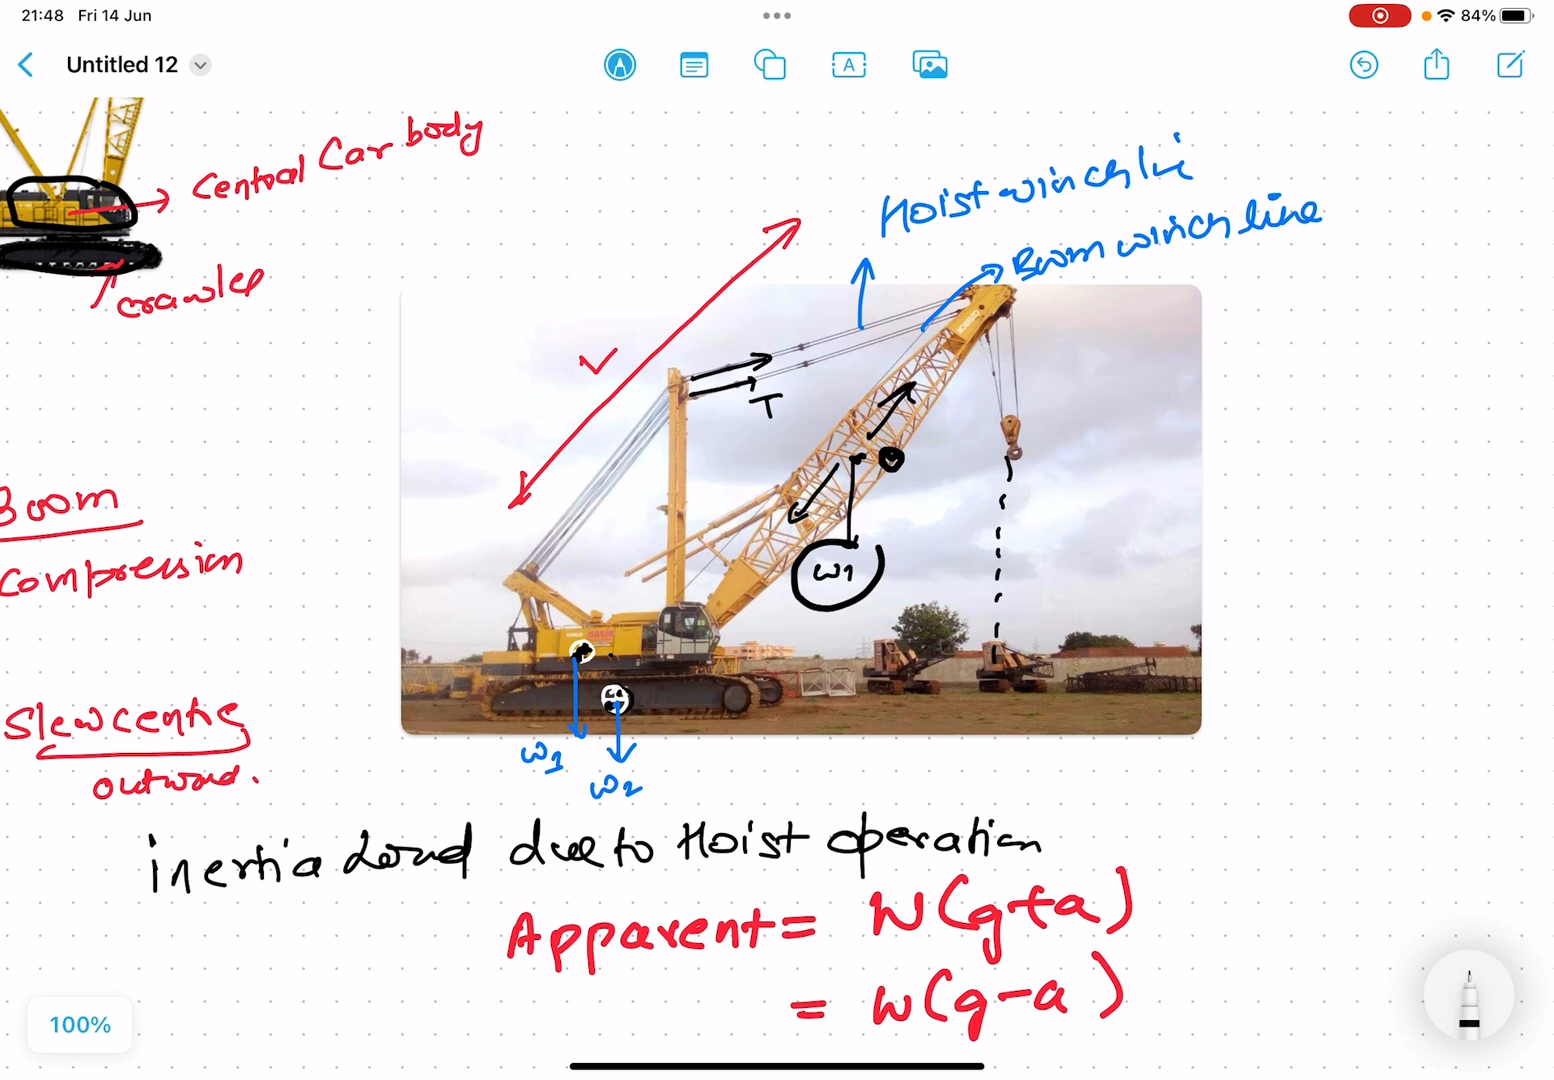 21:48 Fri 14 Jun
84%
Untitled 12
A
Central Car body
crawler
Hoist winch line
Boom winch line
T
Boom
compression
W1
Slew centre
outward.
W1
W2
inertia Load due to Hoist operation
Apparent = W(g+a)
= W(g-a)
100%